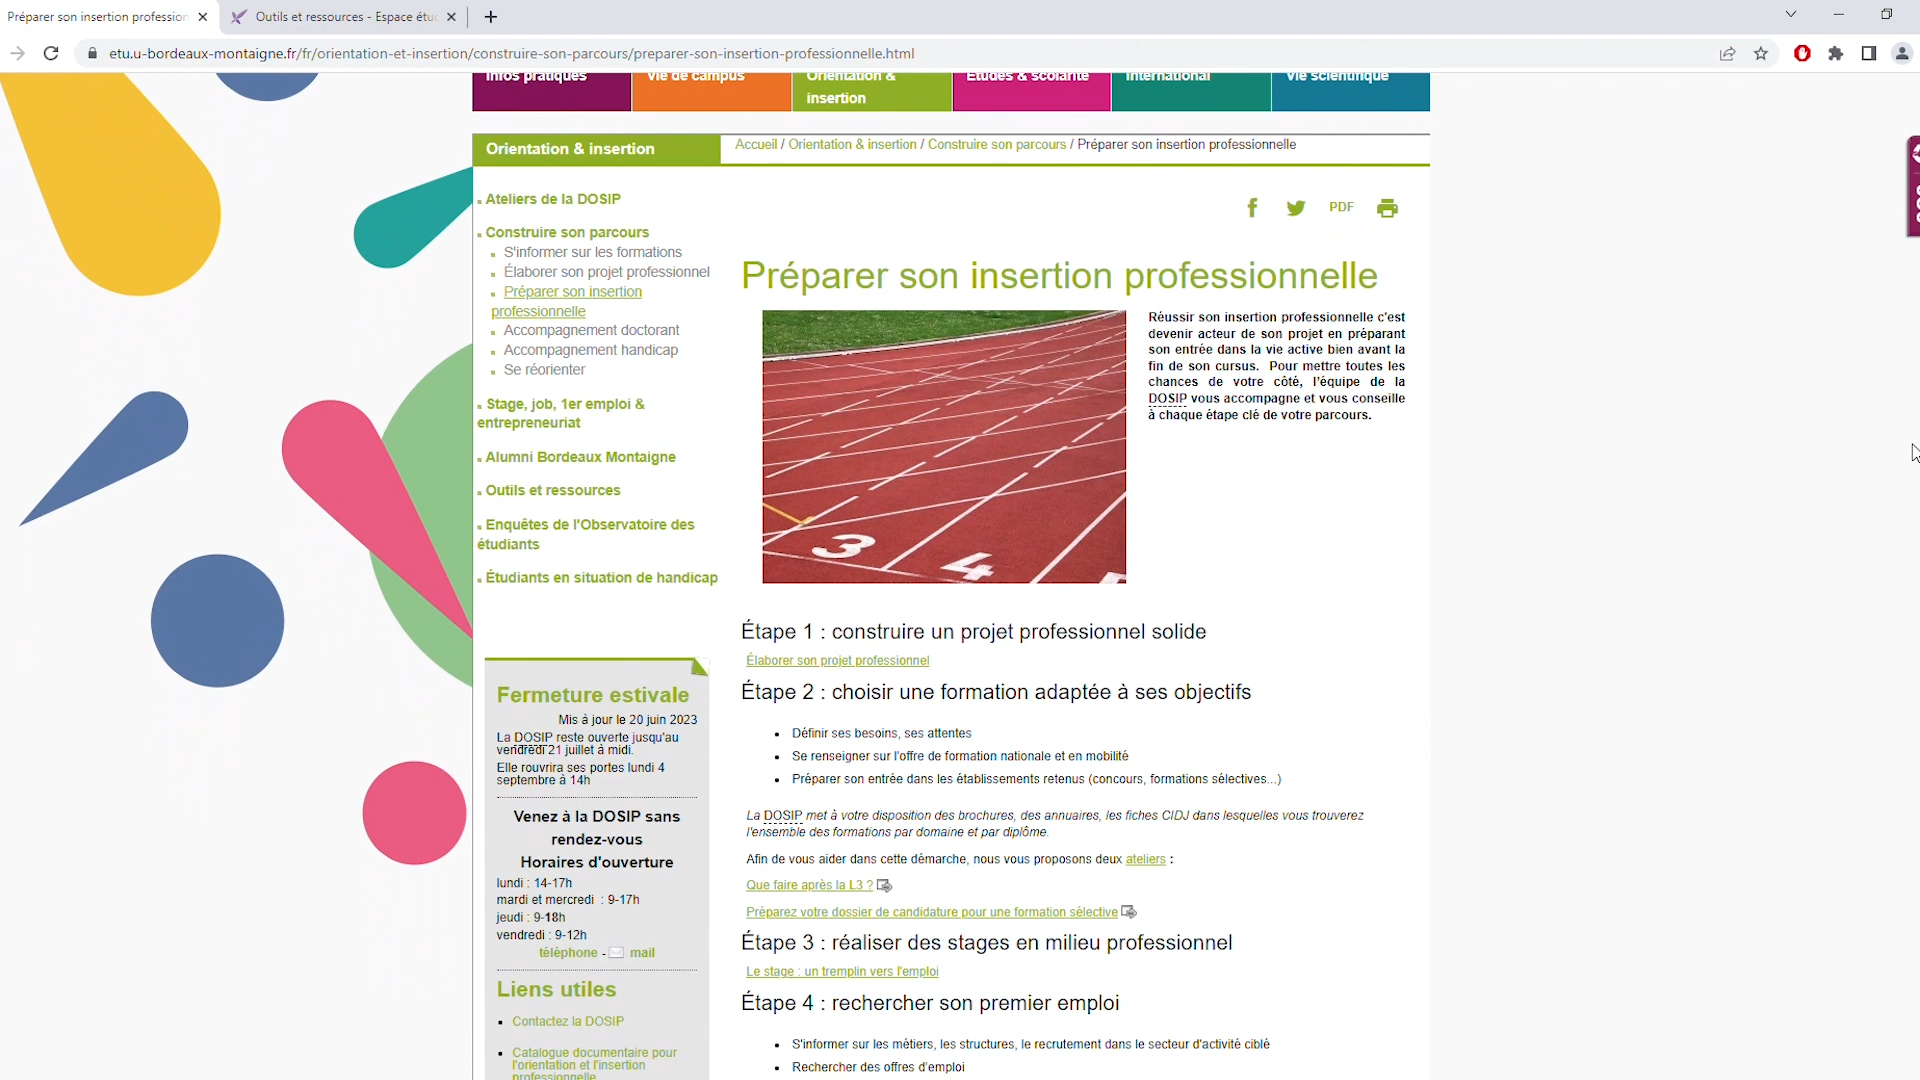 Préparer son insertion profession
Outils et ressources - Espace étud
etu.u-bordeaux-montaigne.fr/fr/orientation-et-insertion/construire-son-parcours/preparer-son-insertion-professionnelle.html
Infos pratiques
Vie de campus
Orientation &
insertion
Études & scolarité
International
Vie scientifique
Orientation & insertion
Accueil / Orientation & insertion / Construire son parcours / Préparer son insertion professionnelle
Ateliers de la DOSIP
Construire son parcours
S'informer sur les formations
Élaborer son projet professionnel
Préparer son insertion
professionnelle
Accompagnement doctorant
Accompagnement handicap
Se réorienter
Stage, job, 1er emploi &
entrepreneuriat
Alumni Bordeaux Montaigne
Outils et ressources
Enquêtes de l'Observatoire des
étudiants
Étudiants en situation de handicap
Fermeture estivale
Mis à jour le 20 juin 2023
La DOSIP reste ouverte jusqu'au
vendredi 21 juillet à midi.
Elle rouvrira ses portes lundi 4
septembre à 14h
Venez à la DOSIP sans
rendez-vous
Horaires d'ouverture
lundi : 14-17h
mardi et mercredi : 9-17h
jeudi : 9-18h
vendredi : 9-12h
téléphone - mail
Liens utiles
Contactez la DOSIP
Catalogue documentaire pour
l'orientation et l'insertion
professionnelle
PDF
Préparer son insertion professionnelle
3
4
Réussir son insertion professionnelle c'est
devenir acteur de son projet en préparant
son entrée dans la vie active bien avant la
fin de son cursus. Pour mettre toutes les
chances de votre côté, l'équipe de la
DOSIP vous accompagne et vous conseille
à chaque étape clé de votre parcours.
Étape 1 : construire un projet professionnel solide
Élaborer son projet professionnel
Étape 2 : choisir une formation adaptée à ses objectifs
Définir ses besoins, ses attentes
Se renseigner sur l'offre de formation nationale et en mobilité
Préparer son entrée dans les établissements retenus (concours, formations sélectives...)
La DOSIP met à votre disposition des brochures, des annuaires, les fiches CIDJ dans lesquelles vous trouverez
l'ensemble des formations par domaine et par diplôme.
Afin de vous aider dans cette démarche, nous vous proposons deux ateliers :
Que faire après la L3 ?
Préparez votre dossier de candidature pour une formation sélective
Étape 3 : réaliser des stages en milieu professionnel
Le stage : un tremplin vers l'emploi
Étape 4 : rechercher son premier emploi
S'informer sur les métiers, les structures, le recrutement dans le secteur d'activité ciblé
Rechercher des offres d'emploi